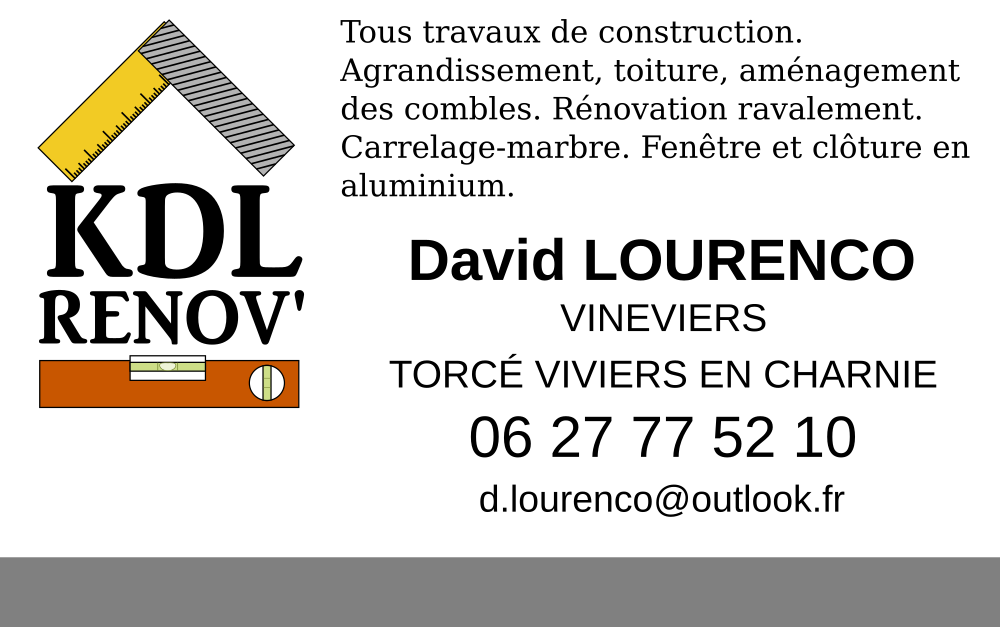 Tous travaux de construction.
Agrandissement, toiture, aménagement
des combles. Rénovation ravalement.
Carrelage-marbre. Fenêtre et clôture en
aluminium.
KDL
RENOV'
David LOURENCO
VINEVIERS
TORCÉ VIVIERS EN CHARNIE
06 27 77 52 10
d.lourenco@outlook.fr